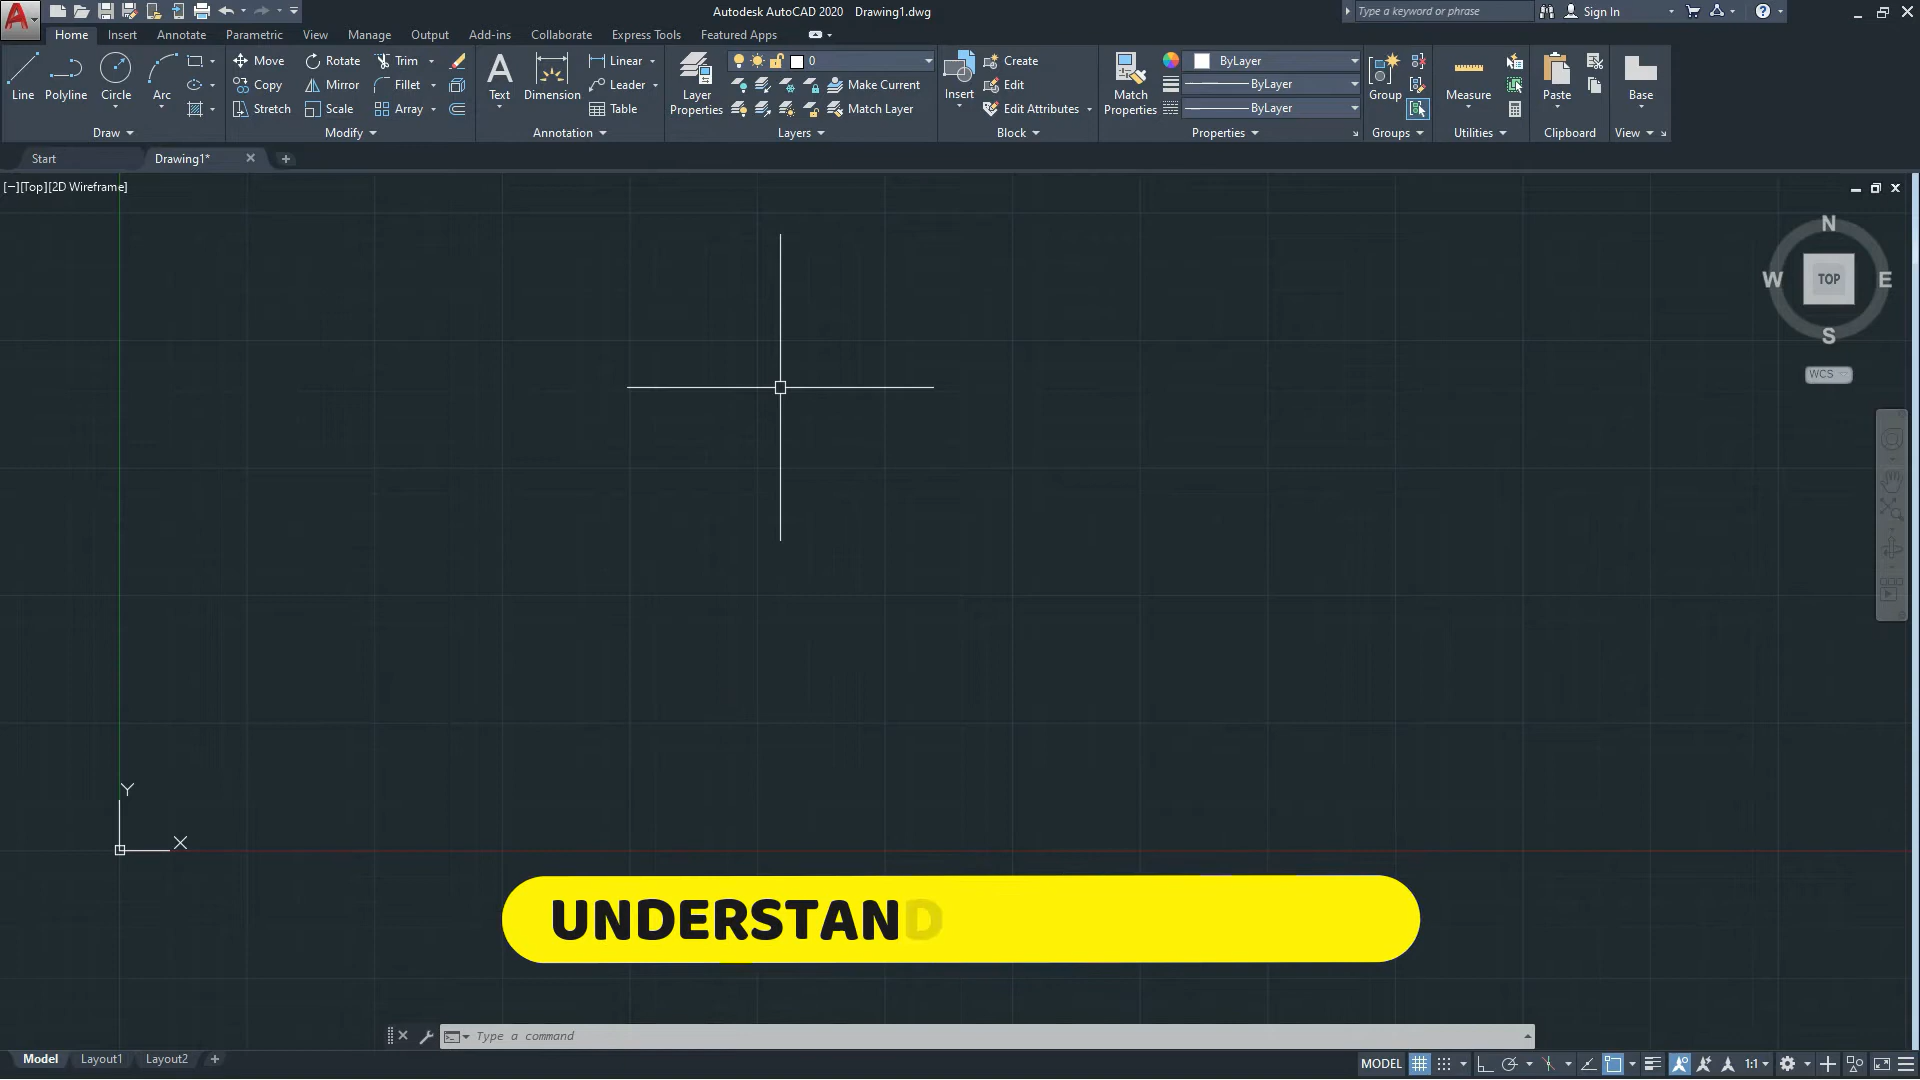 Autodesk AutoCAD 2020 Drawing1.dwg
Type a keyword or phrase
Sign In
Home Insert Annotate Parametric View Manage Output Add-ins Collaborate Express Tools Featured Apps
Line
Polyline
Circle
Arc
Draw
Move Rotate Trim
Copy Mirror Fillet
Stretch Scale Array
Modify
Text
Dimension
Linear
Leader
Table
Annotation
Layer
Properties
0
Make Current
Match Layer
Layers
Insert
Create
Edit
Edit Attributes
Block
Match
Properties
ByLayer
ByLayer
ByLayer
Properties
Group
Groups
Measure
Utilities
Paste
Clipboard
Base
View
Start Drawing1*
[−][Top][2D Wireframe]
N
W TOP E
S
WCS
Y
X
UNDERSTAND
Type a command
Model Layout1 Layout2
MODEL 1:1